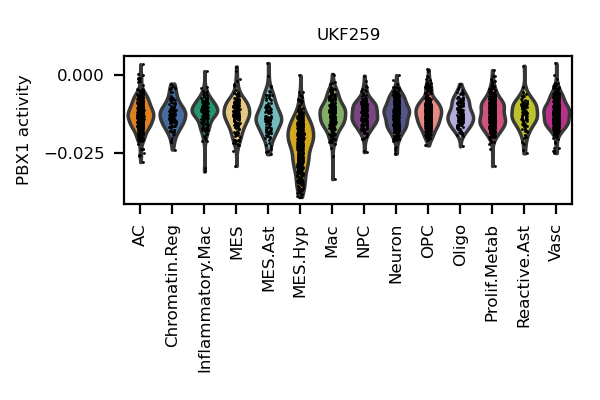 UKF259
PBX1 activity
0.000
−0.025
AC
Chromatin.Reg
Inflammatory.Mac
MES
MES.Ast
MES.Hyp
Mac
NPC
Neuron
OPC
Oligo
Prolif.Metab
Reactive.Ast
Vasc